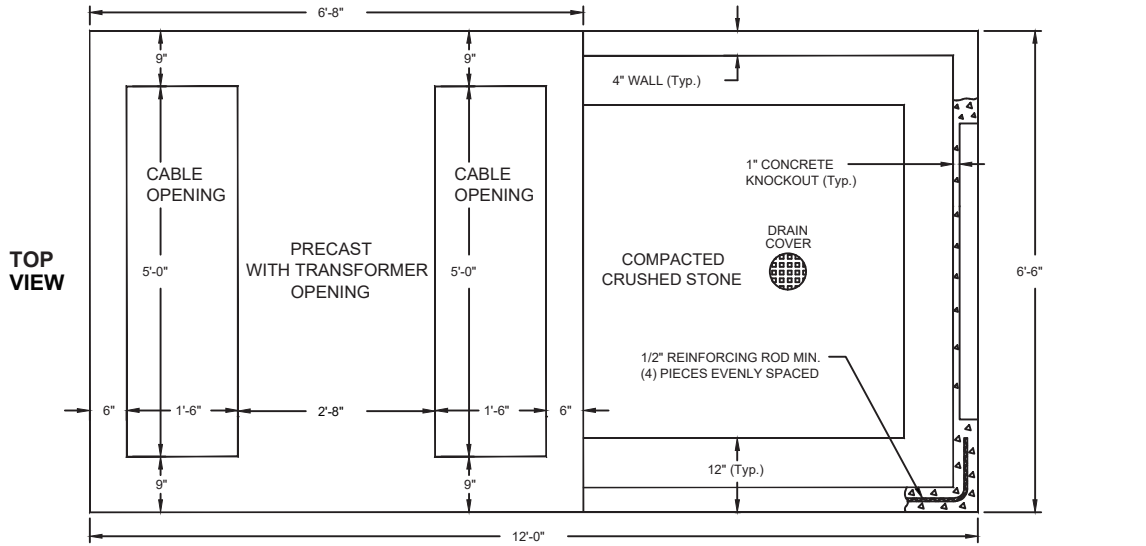 6'-8"
9"
9"
4" WALL (Typ.)
CABLE
OPENING
CABLE
OPENING
1" CONCRETE
KNOCKOUT (Typ.)
TOP
VIEW
5'-0"
PRECAST
WITH TRANSFORMER
OPENING
5'-0"
COMPACTED
CRUSHED STONE
DRAIN
COVER
6'-6"
1/2" REINFORCING ROD MIN.
(4) PIECES EVENLY SPACED
6"
1'-6"
2'-8"
1'-6"
6"
9"
9"
12" (Typ.)
12'-0"